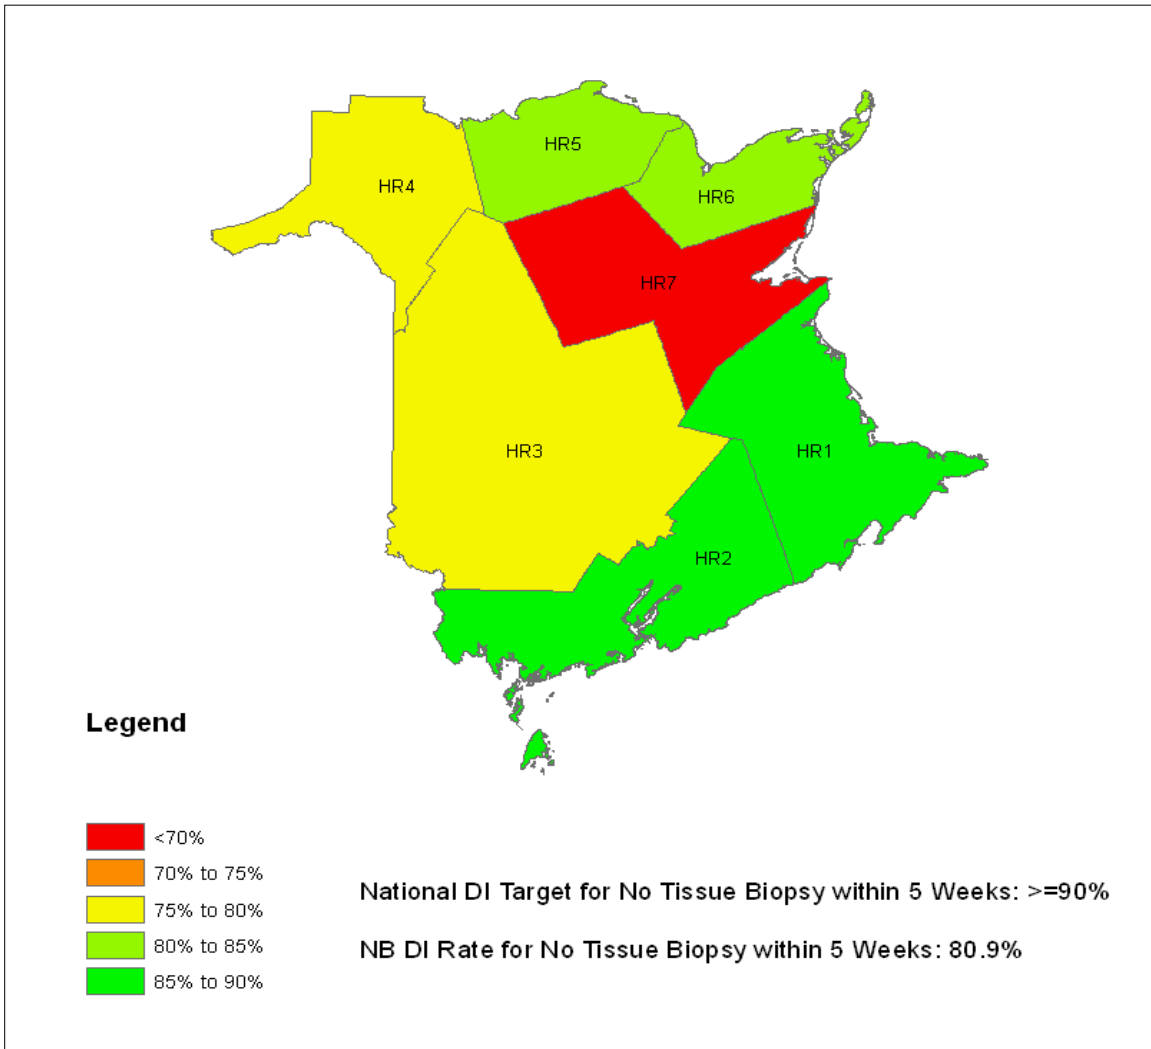 HR5
HR4
HR6
HR7
HR3
HR1
HR2
Legend
<70%
70% to 75%
75% to 80%
80% to 85%
85% to 90%
National DI Target for No Tissue Biopsy within 5 Weeks: >=90%
NB DI Rate for No Tissue Biopsy within 5 Weeks: 80.9%